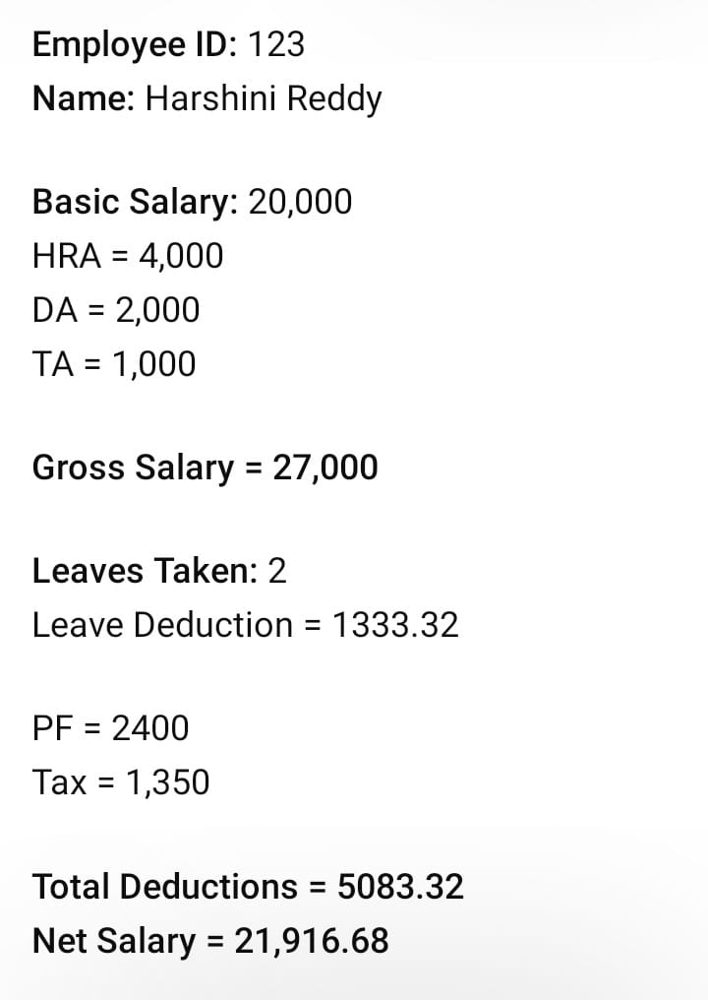 Employee ID: 123
Name: Harshini Reddy
Basic Salary: 20,000
HRA = 4,000
DA = 2,000
TA = 1,000
Gross Salary = 27,000
Leaves Taken: 2
Leave Deduction = 1333.32
PF = 2400
Tax = 1,350
Total Deductions = 5083.32
Net Salary = 21,916.68